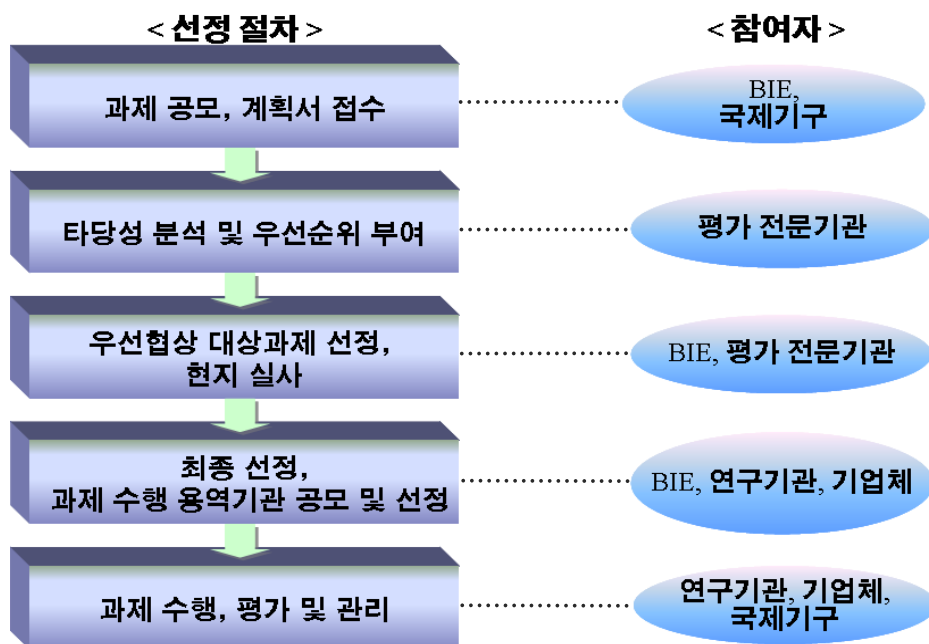 < 선정 절차 >
< 참여자 >
과제 공모, 계획서 접수
BIE,
국제기구
타당성 분석 및 우선순위 부여
평가 전문기관
우선협상 대상과제 선정,
현지 실사
BIE, 평가 전문기관
최종 선정,
과제 수행 용역기관 공모 및 선정
BIE, 연구기관, 기업체
과제 수행, 평가 및 관리
연구기관, 기업체,
국제기구